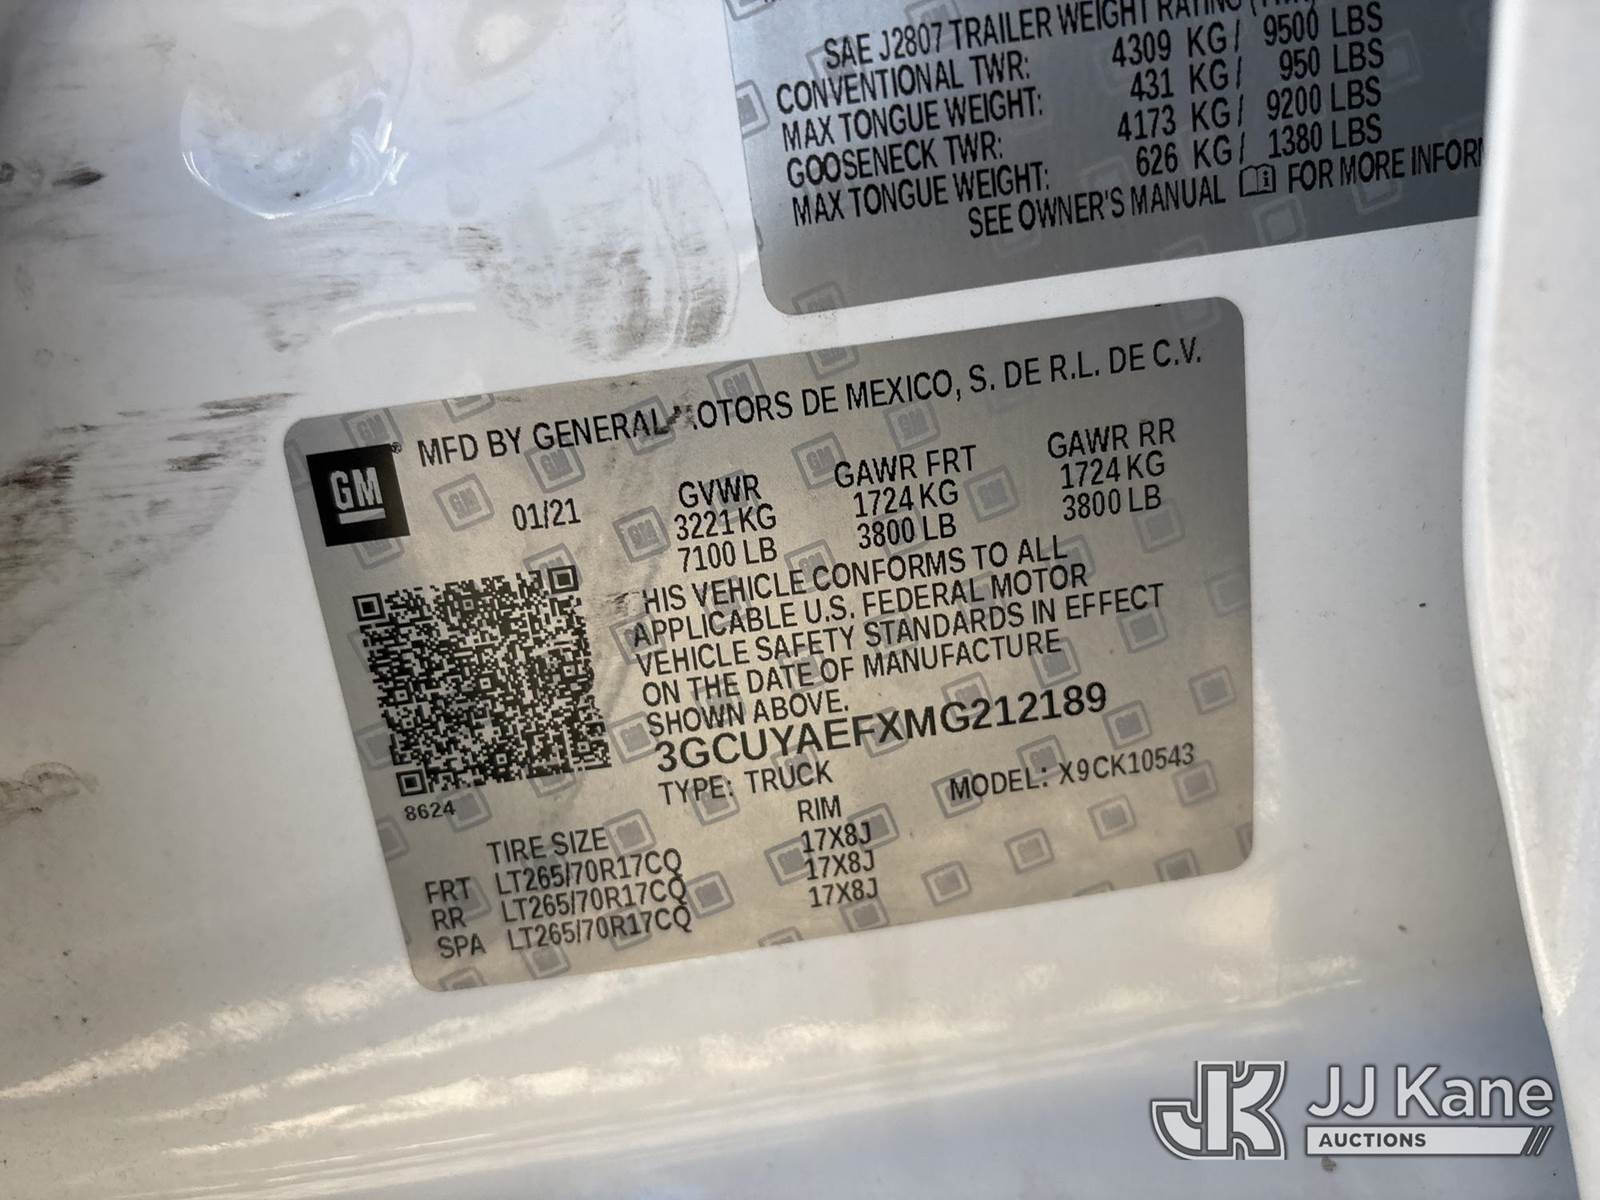 SAE J2807 TRAILER WEIGHT RATING
CONVENTIONAL TWR: 4309 KG/ 9500 LBS
MAX TONGUE WEIGHT: 431 KG/ 950 LBS
GOOSENECK TWR: 4173 KG/ 9200 LBS
MAX TONGUE WEIGHT: 626 KG/ 1380 LBS
SEE OWNER'S MANUAL FOR MORE INFORM
GM ® MFD BY GENERAL MOTORS DE MEXICO, S. DE R.L. DE C.V.
01/21
GVWR GAWR FRT GAWR RR
3221 KG 1724 KG 1724 KG
7100 LB 3800 LB 3800 LB
HIS VEHICLE CONFORMS TO ALL
APPLICABLE U.S. FEDERAL MOTOR
VEHICLE SAFETY STANDARDS IN EFFECT
ON THE DATE OF MANUFACTURE
SHOWN ABOVE.
3GCUYAEFXMG212189
TYPE: TRUCK MODEL: X9CK10543
8624
TIRE SIZE RIM
FRT LT265/70R17CQ 17X8J
RR LT265/70R17CQ 17X8J
SPA LT265/70R17CQ 17X8J
JK JJ Kane
AUCTIONS